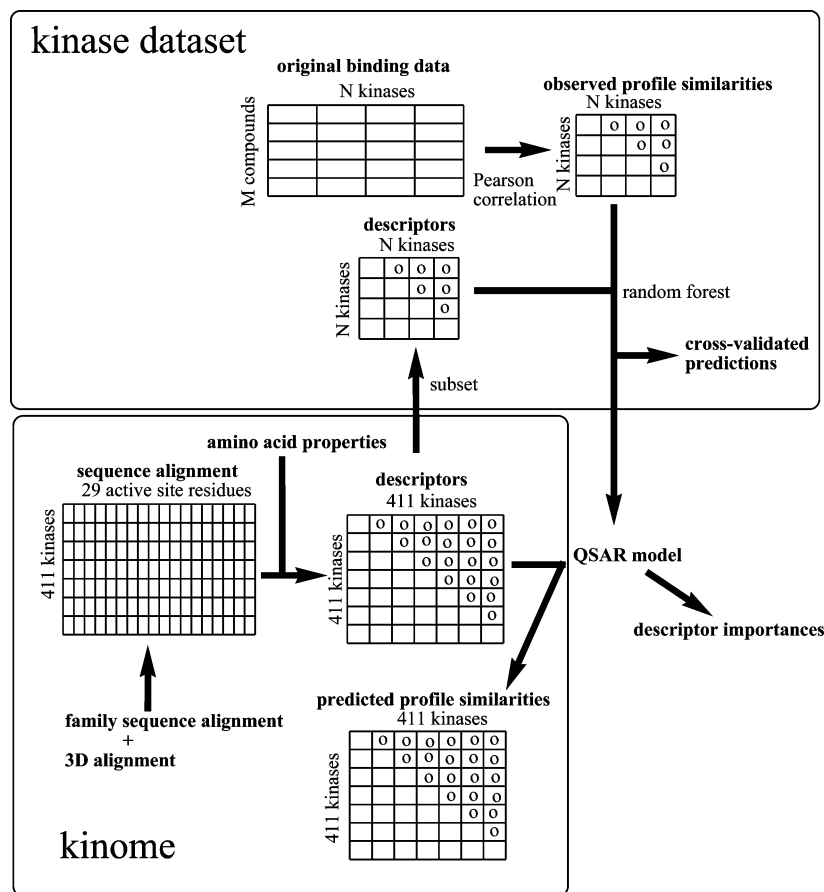 kinase dataset
original binding data
N kinases
M compounds
Pearson
correlation
observed profile similarities
N kinases
N kinases
o o o
o o
o
descriptors
N kinases
N kinases
o o o
o o
o
random forest
cross-validated
predictions
subset
amino acid properties
sequence alignment
29 active site residues
411 kinases
descriptors
411 kinases
411 kinases
o o o o o o
o o o o o
o o o o
o o o
o o
o
QSAR model
descriptor importances
family sequence alignment
+
3D alignment
predicted profile similarities
411 kinases
411 kinases
o o o o o o
o o o o o
o o o o
o o o
o o
o
kinome